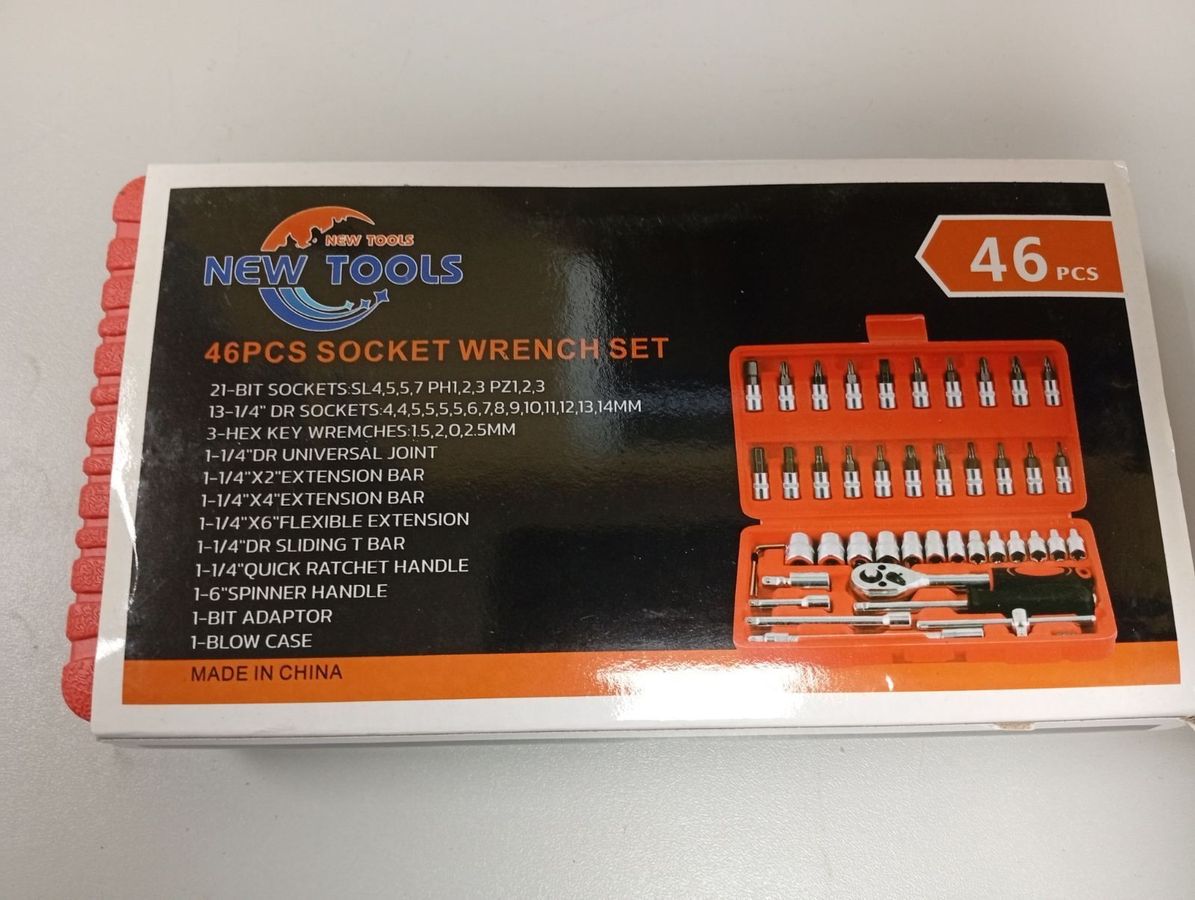 NEW TOOLS
NEW TOOLS
46 PCS
46PCS SOCKET WRENCH SET
21-BIT SOCKETS:SL4,5,5,7 PH1,2,3 PZ1,2,3
13-1/4" DR SOCKETS:4,4,5,5,5,5,6,7,8,9,10,11,12,13,14MM
3-HEX KEY WREMCHES:1.5,2,0,2.5MM
1-1/4"DR UNIVERSAL JOINT
1-1/4"X2"EXTENSION BAR
1-1/4"X4"EXTENSION BAR
1-1/4"X6"FLEXIBLE EXTENSION
1-1/4"DR SLIDING T BAR
1-1/4"QUICK RATCHET HANDLE
1-6"SPINNER HANDLE
1-BIT ADAPTOR
1-BLOW CASE
MADE IN CHINA